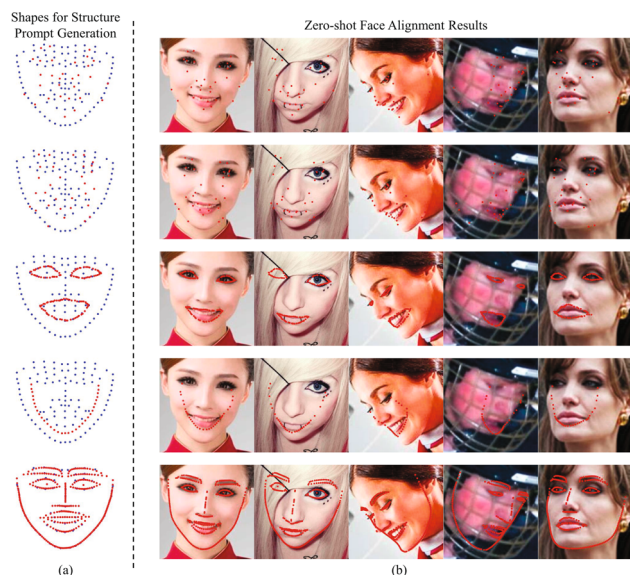 Shapes for Structure
Prompt Generation
Zero-shot Face Alignment Results
(a)
(b)